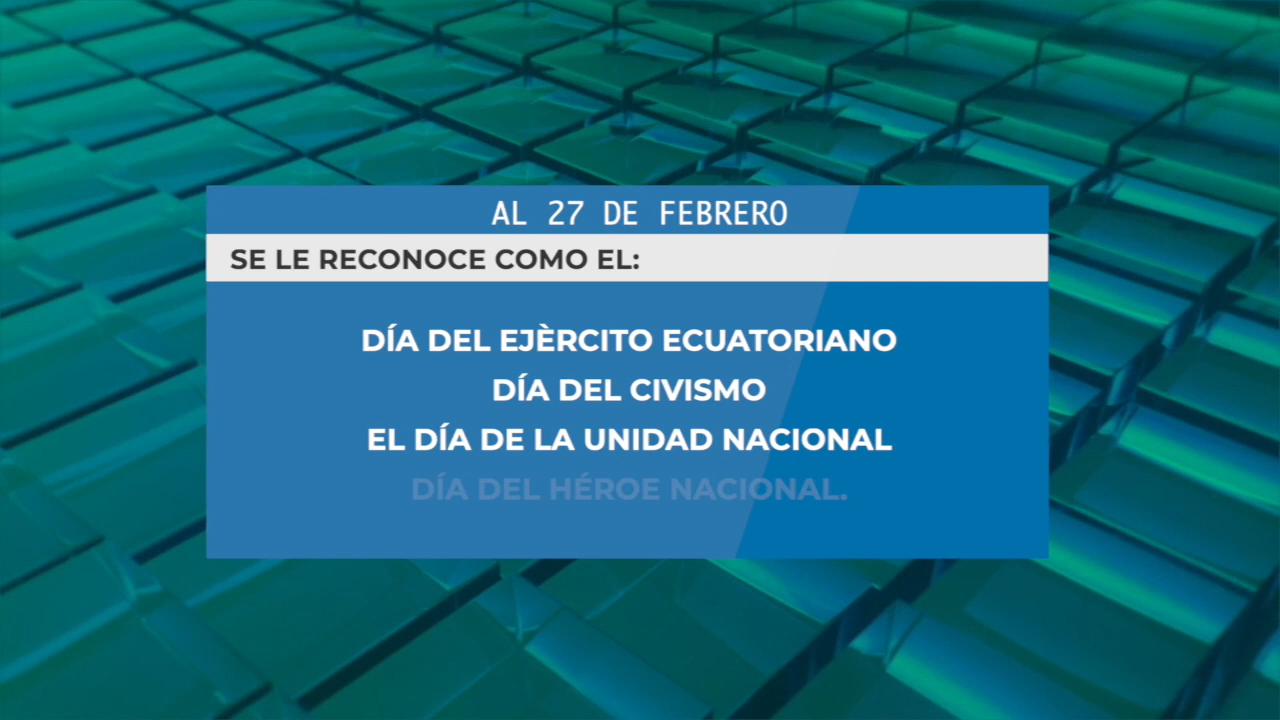 AL 27 DE FEBRERO
SE LE RECONOCE COMO EL:
DÍA DEL EJÈRCITO ECUATORIANO
DÍA DEL CIVISMO
EL DÍA DE LA UNIDAD NACIONAL
DÍA DEL HÉROE NACIONAL.